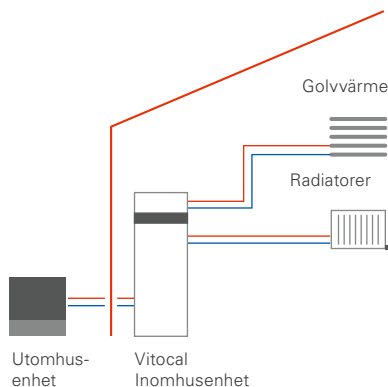 Golvvärme
Radiatorer
Utomhus-
enhet
Vitocal
Inomhusenhet